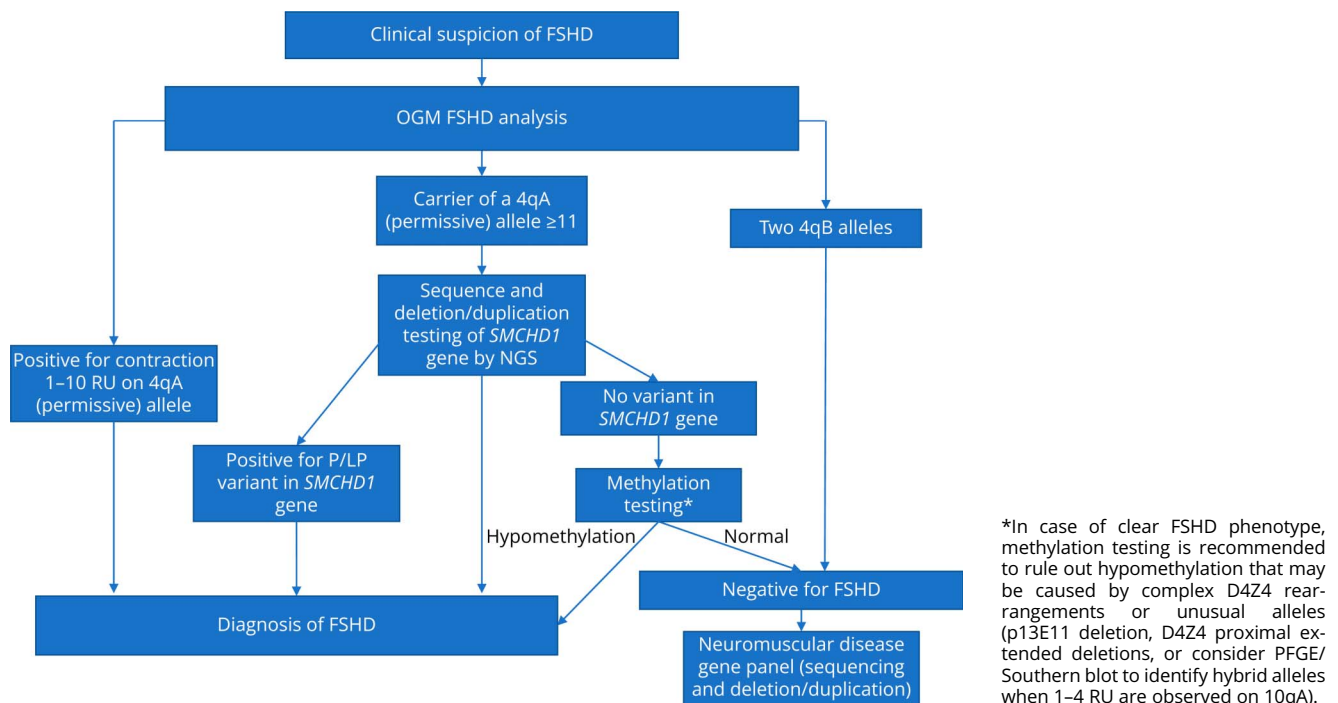 Clinical suspicion of FSHD
OGM FSHD analysis
Carrier of a 4qA
(permissive) allele ≥11
Two 4qB alleles
Sequence and
deletion/duplication
testing of SMCHD1
gene by NGS
Positive for contraction
1–10 RU on 4qA
(permissive) allele
No variant in
SMCHD1 gene
Positive for P/LP
variant in SMCHD1
gene
Methylation
testing*
Hypomethylation
Normal
Diagnosis of FSHD
Negative for FSHD
Neuromuscular disease
gene panel (sequencing
and deletion/duplication)
*In case of clear FSHD phenotype,
methylation testing is recommended
to rule out hypomethylation that may
be caused by complex D4Z4 rear-
rangements or unusual alleles
(p13E11 deletion, D4Z4 proximal ex-
tended deletions, or consider PFGE/
Southern blot to identify hybrid alleles
when 1–4 RU are observed on 10qA).